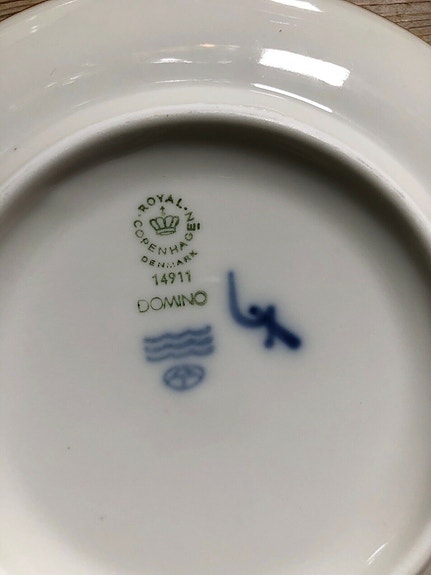 ROYAL
COPENHAGEN
DENMARK
14911
DOMINO